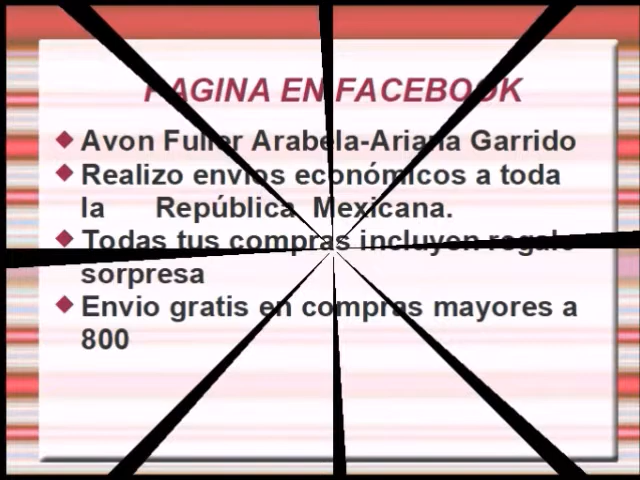 PAGINA EN FACEBOOK
Avon Fuller Arabela-Ariana Garrido
Realizo envios económicos a toda
la República Mexicana.
Todas tus compras incluyen regalo
sorpresa
Envio gratis en compras mayores a
800